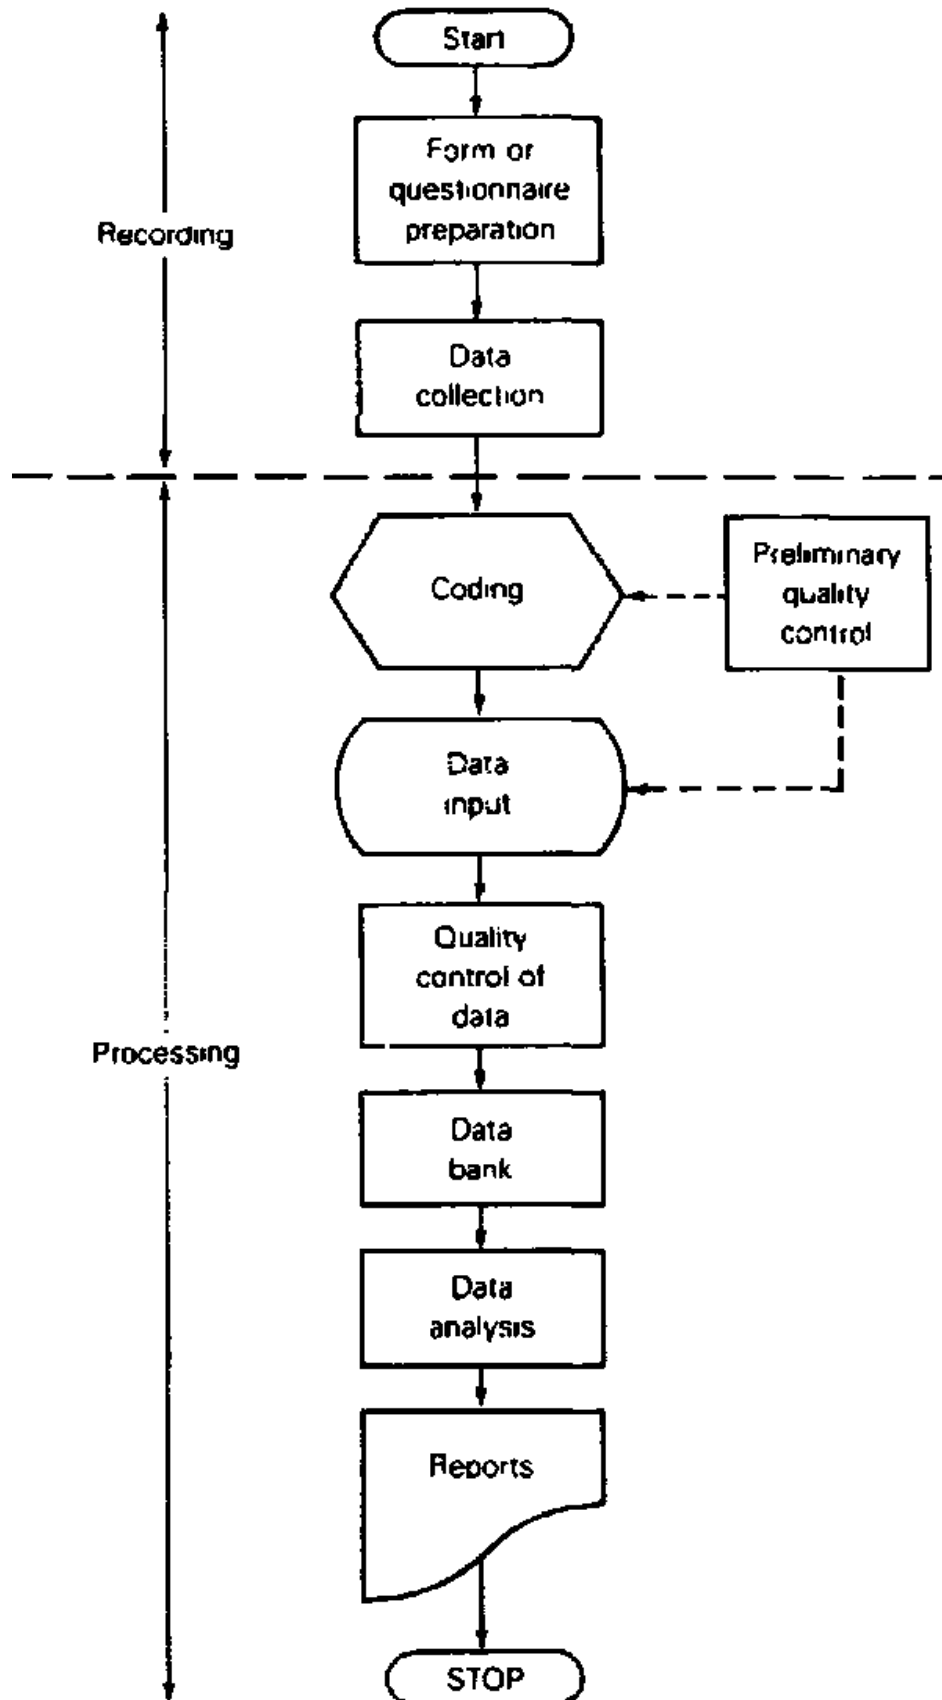 Start
Form or
questionnaire
preparation
Recording
Data
collection
Coding
Preliminary
quality
control
Data
input
Quality
control of
data
Processing
Data
bank
Data
analysis
Reports
STOP